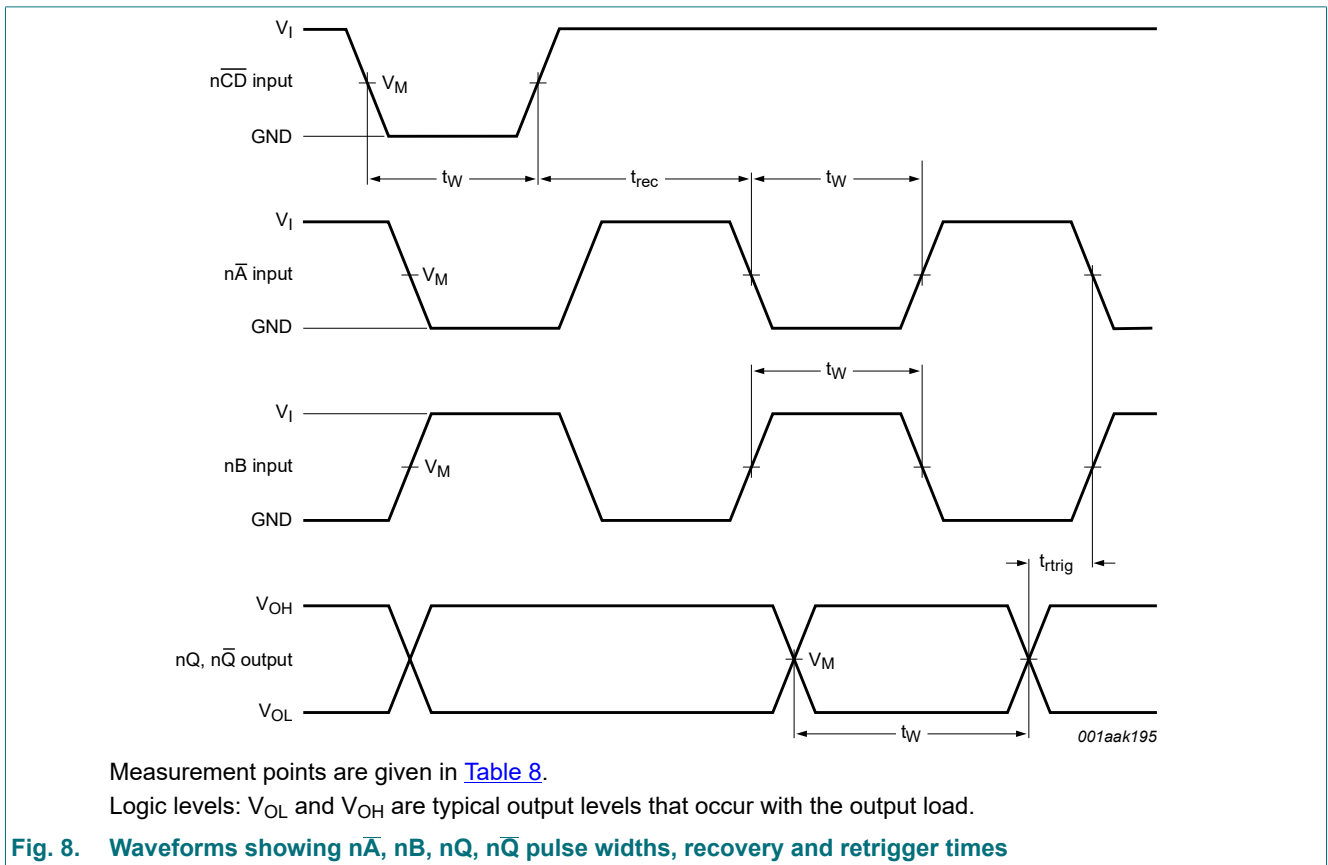 VI
nC̅D̅ input
VM
GND
tW
trec
tW
VI
nA̅ input
VM
GND
tW
VI
nB input
VM
GND
trtrig
VOH
nQ, nQ̅ output
VM
VOL
tW
001aak195
Measurement points are given in Table 8.
Logic levels: VOL and VOH are typical output levels that occur with the output load.
Fig. 8. Waveforms showing nA̅, nB, nQ, nQ̅ pulse widths, recovery and retrigger times